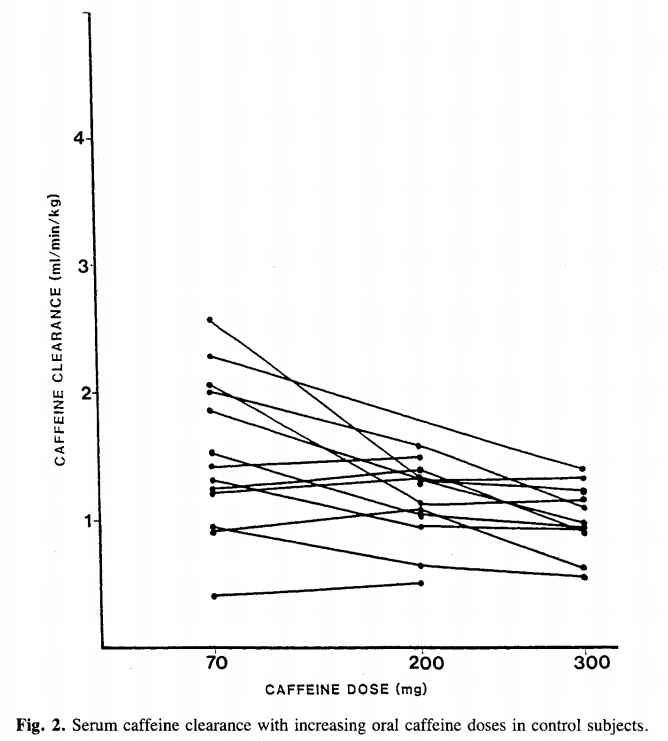 4
3
2
1
CAFFEINE CLEARANCE (ml/min/kg)
70 200 300
CAFFEINE DOSE (mg)
Fig. 2. Serum caffeine clearance with increasing oral caffeine doses in control subjects.